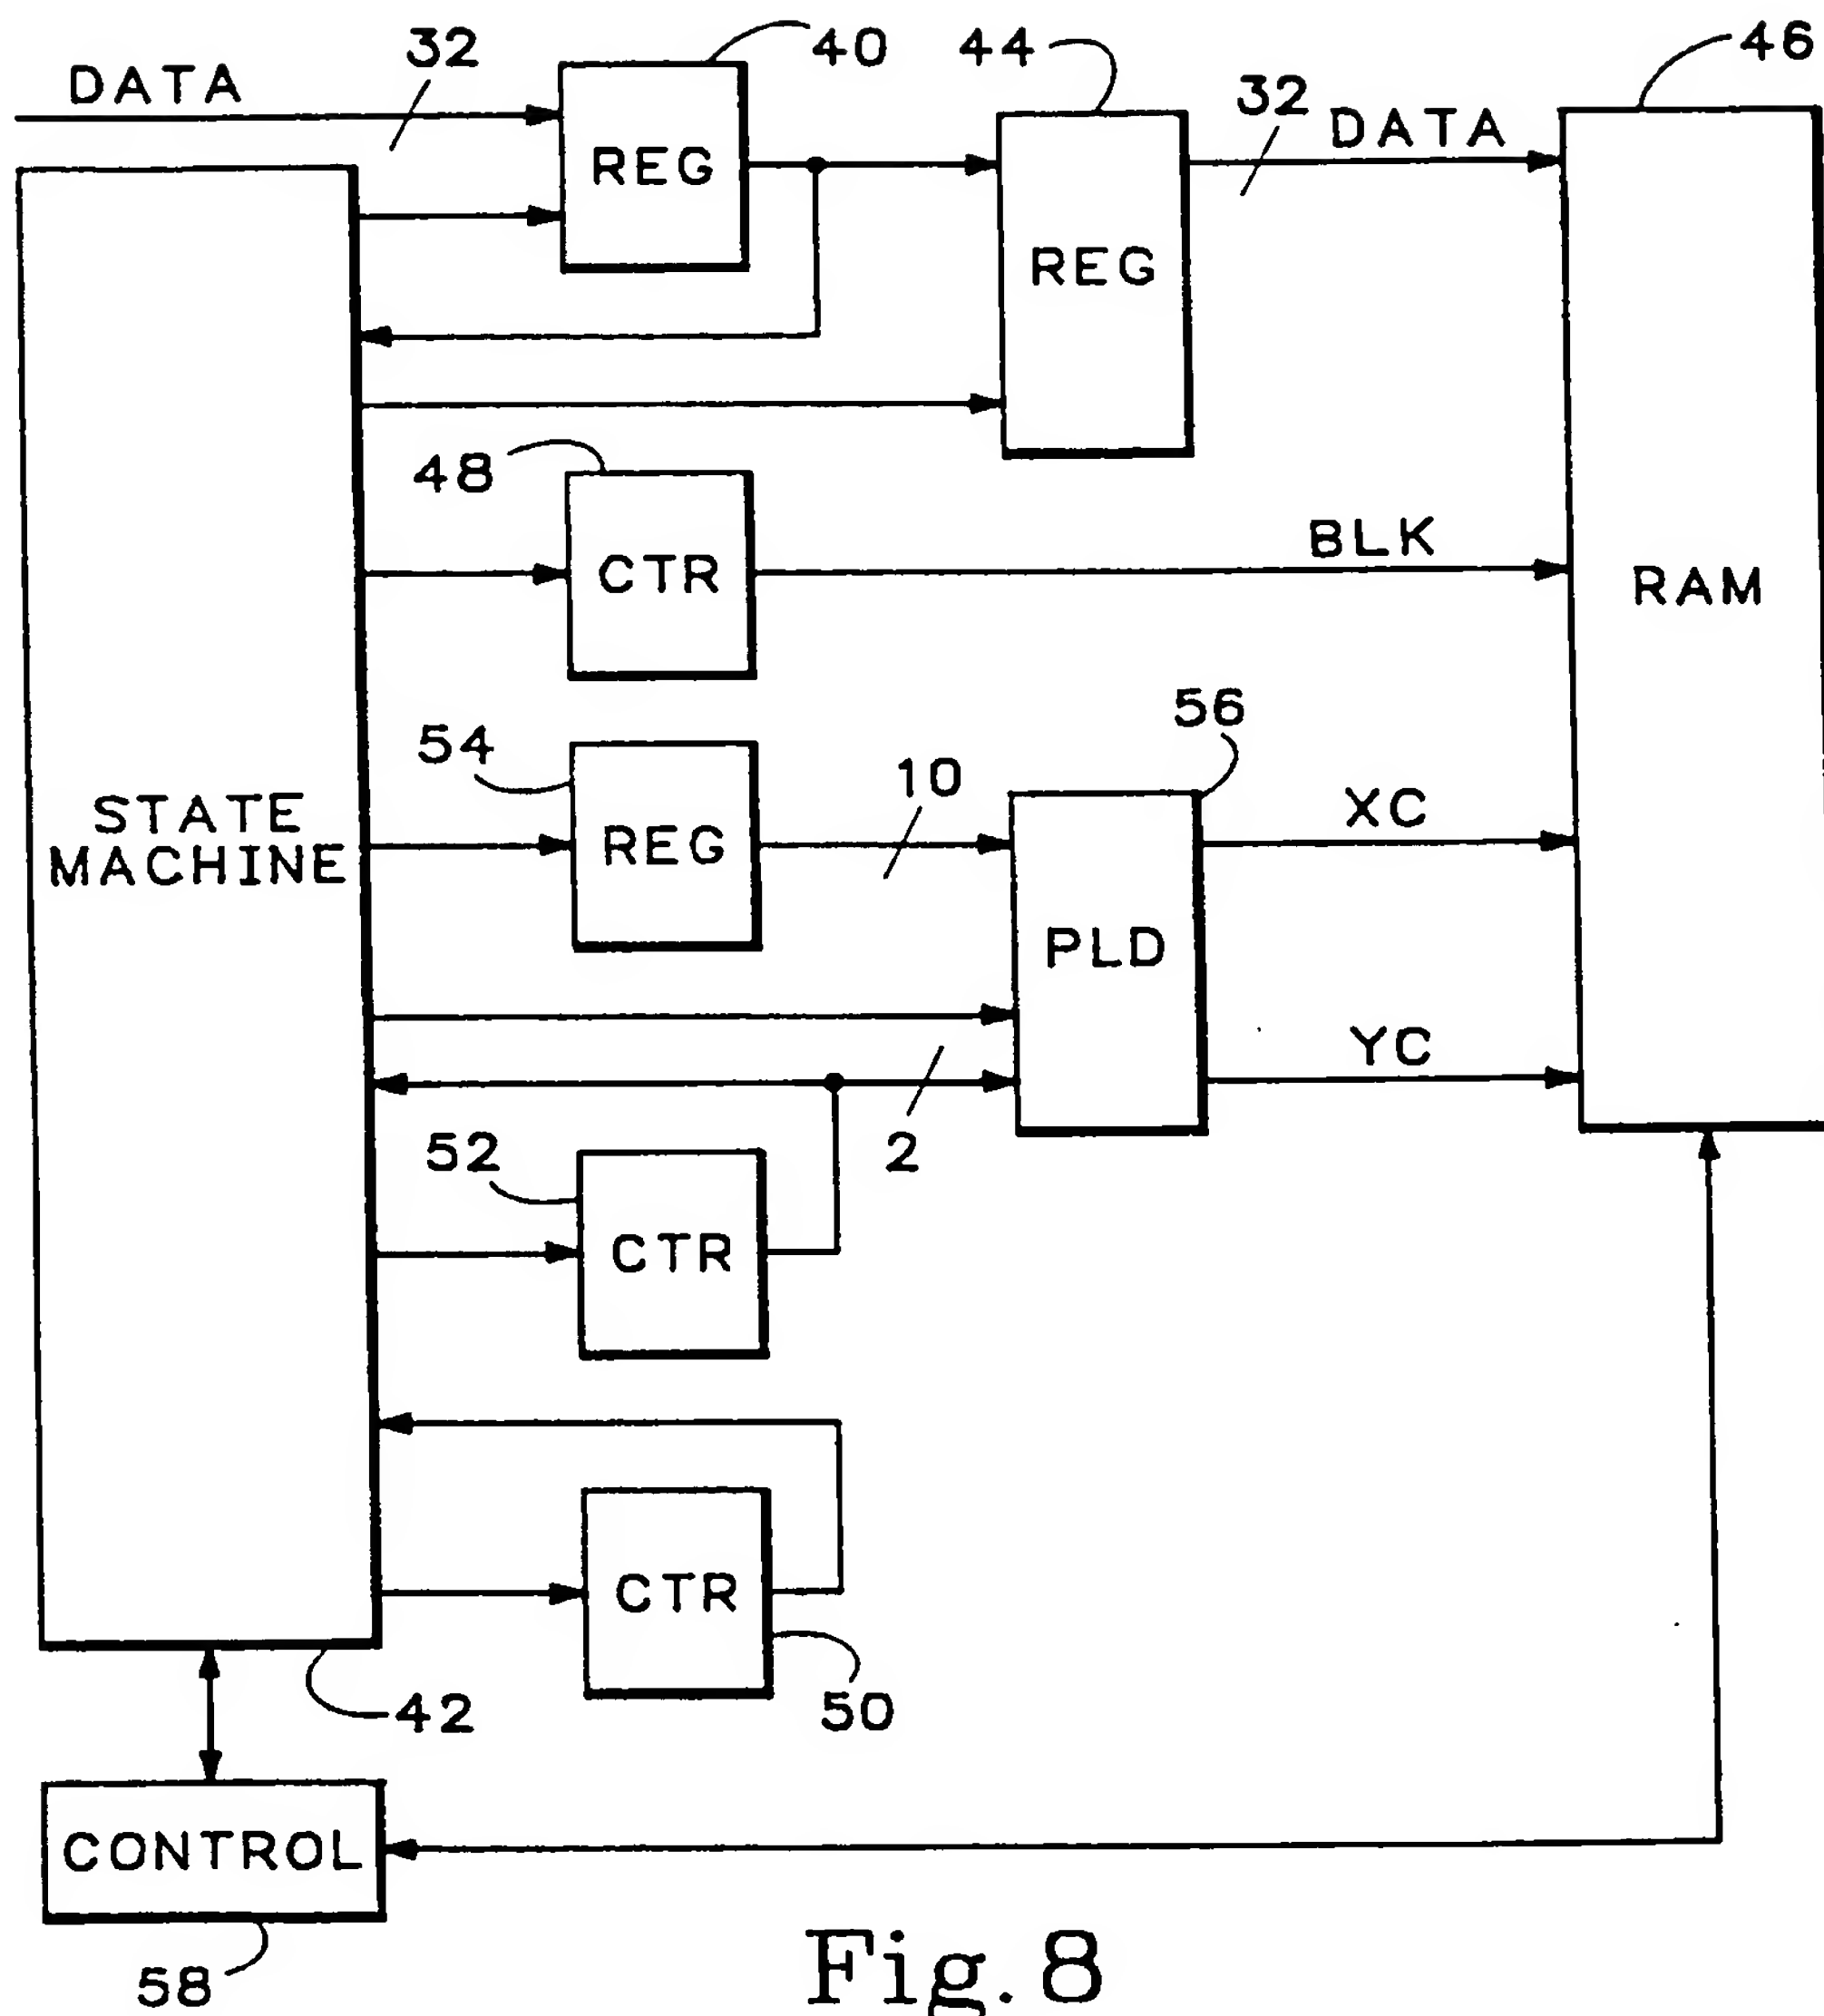 32
40
44
46
DATA
32
DATA
REG
REG
48
CTR
BLK
RAM
54
56
10
XC
STATE
MACHINE
REG
PLD
YC
2
52
CTR
CTR
42
50
CONTROL
58
Fig. 8